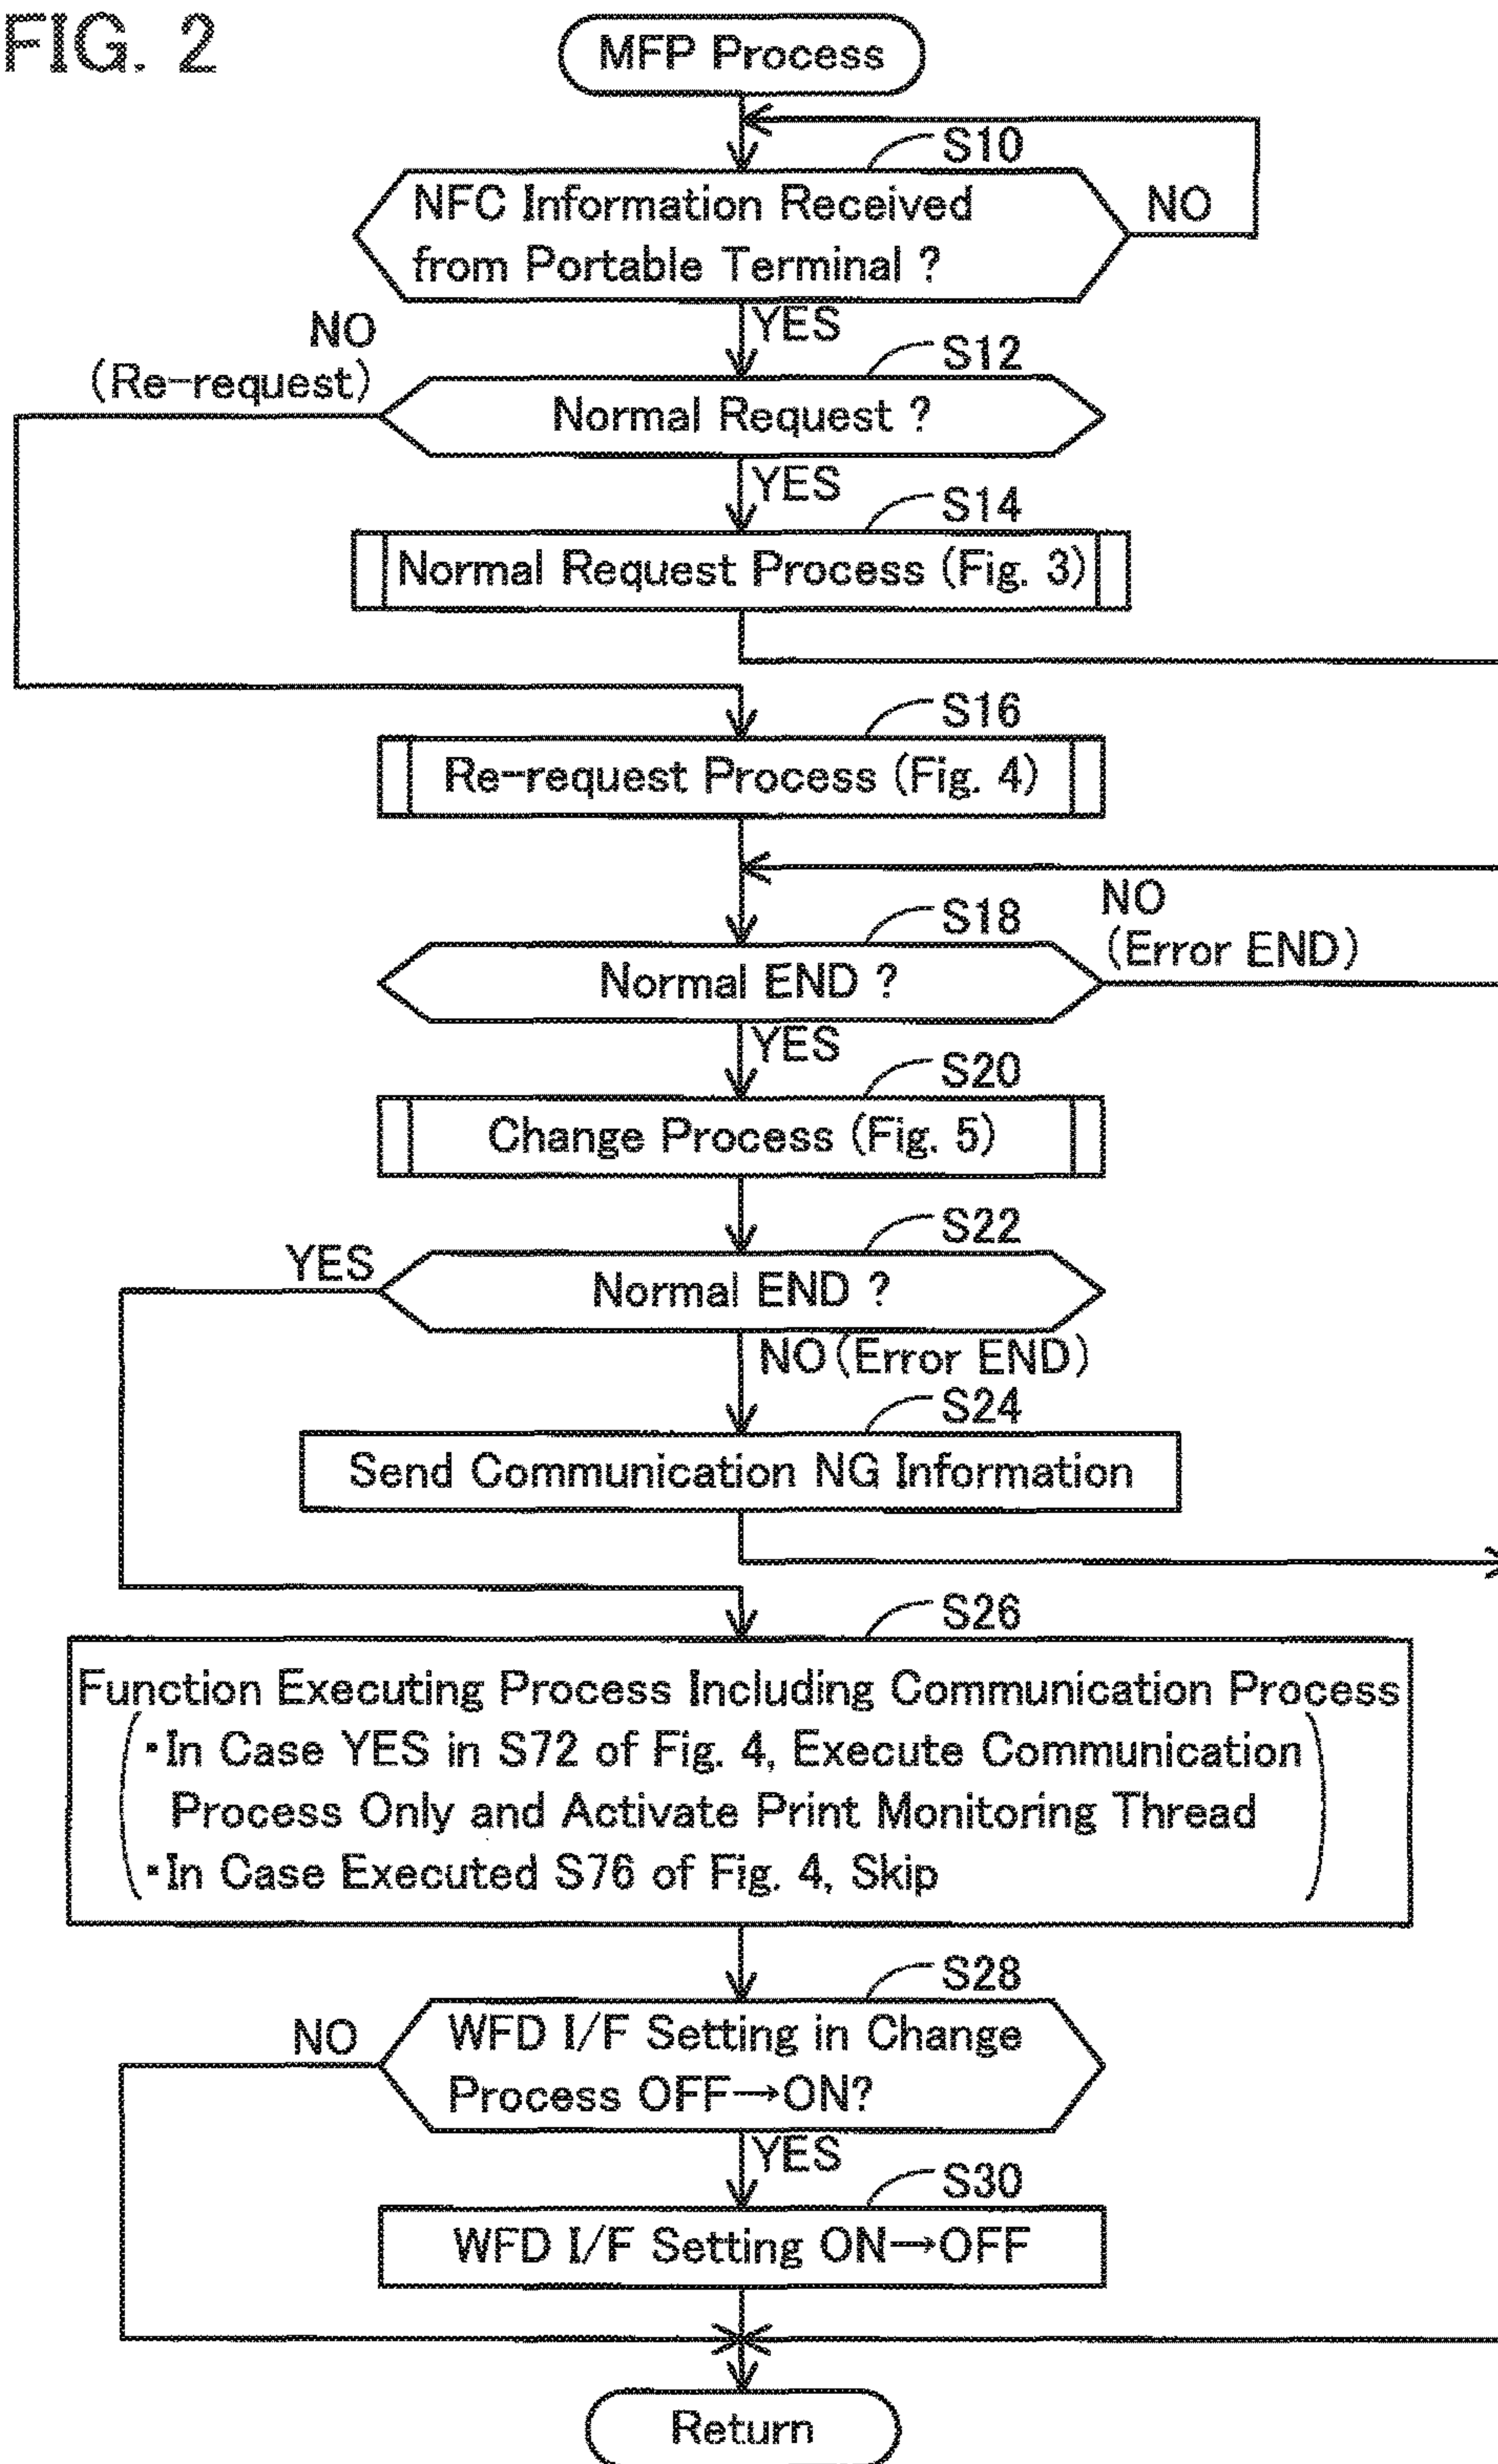 FIG. 2
MFP Process
S10
NFC Information Received
from Portable Terminal ?
NO
YES
NO
(Re-request)
S12
Normal Request ?
YES
S14
Normal Request Process (Fig. 3)
S16
Re-request Process (Fig. 4)
S18
NO
(Error END)
Normal END ?
YES
S20
Change Process (Fig. 5)
S22
YES
Normal END ?
NO (Error END)
S24
Send Communication NG Information
S26
Function Executing Process Including Communication Process
・In Case YES in S72 of Fig. 4, Execute Communication
Process Only and Activate Print Monitoring Thread
・In Case Executed S76 of Fig. 4, Skip
S28
NO
WFD I/F Setting in Change
Process OFF→ON?
YES
S30
WFD I/F Setting ON→OFF
Return